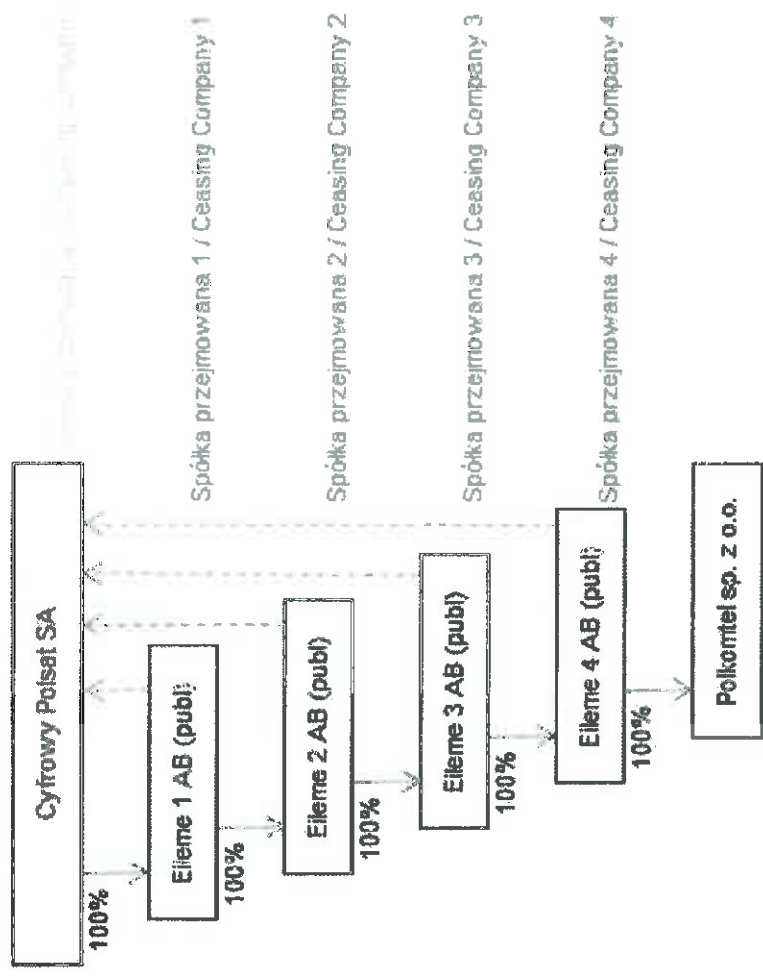 Cyfrowy Polsat SA
100%
Eileme 1 AB (publ)
Spółka przejmowana 1 / Ceasing Company 1
100%
Eileme 2 AB (publ)
Spółka przejmowana 2 / Ceasing Company 2
100%
Eileme 3 AB (publ)
Spółka przejmowana 3 / Ceasing Company 3
100%
Eileme 4 AB (publ)
Spółka przejmowana 4 / Ceasing Company 4
100%
Polkomtel sp. z o.o.